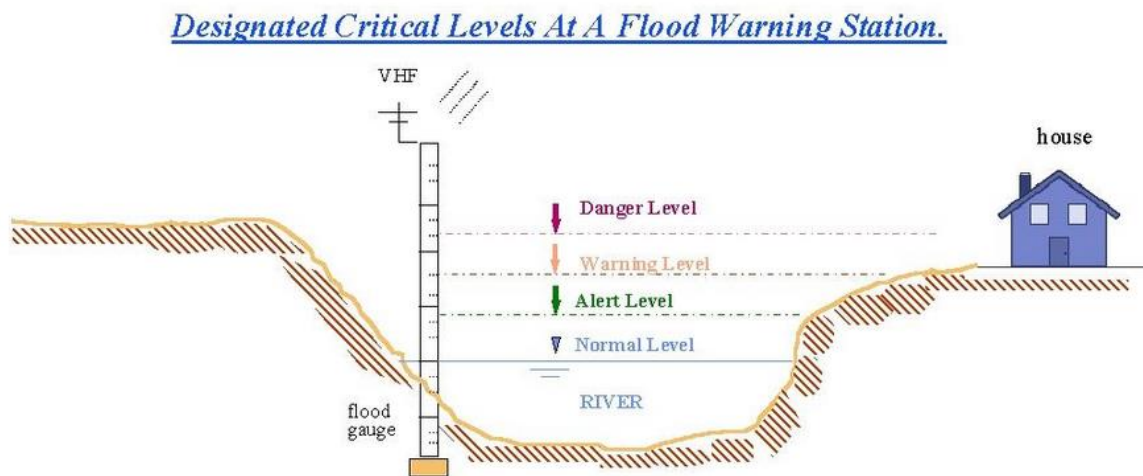 Designated Critical Levels At A Flood Warning Station.
VHF
house
Danger Level
Warning Level
Alert Level
Normal Level
RIVER
flood
gauge